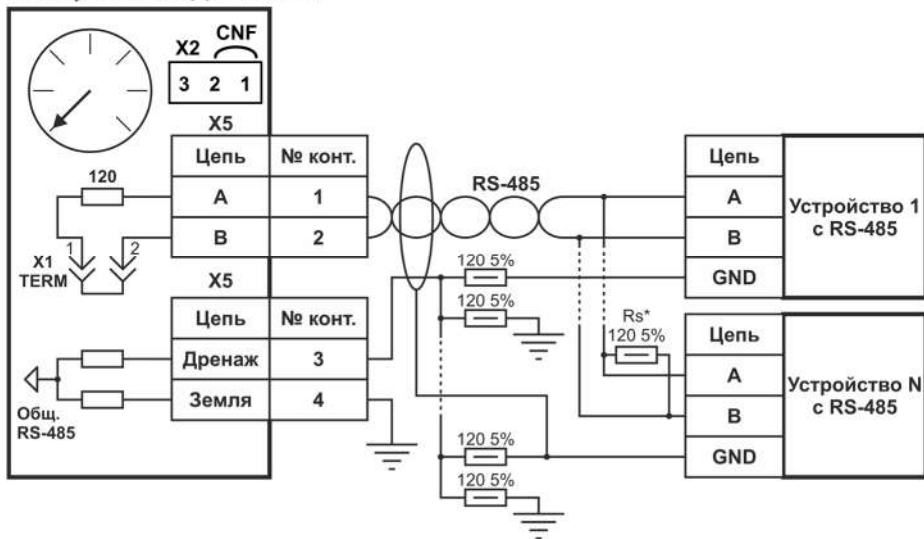 CNF
X2
3 2 1
X5
Цепь № конт.
A 1
B 2
120
1 2
X1
TERM
X5
Цепь № конт.
Дренаж 3
Земля 4
Общ.
RS-485
RS-485
120 5%
120 5%
Rs*
120 5%
120 5%
120 5%
Цепь
A
B
GND
Устройство 1
с RS-485
Цепь
A
B
GND
Устройство N
с RS-485